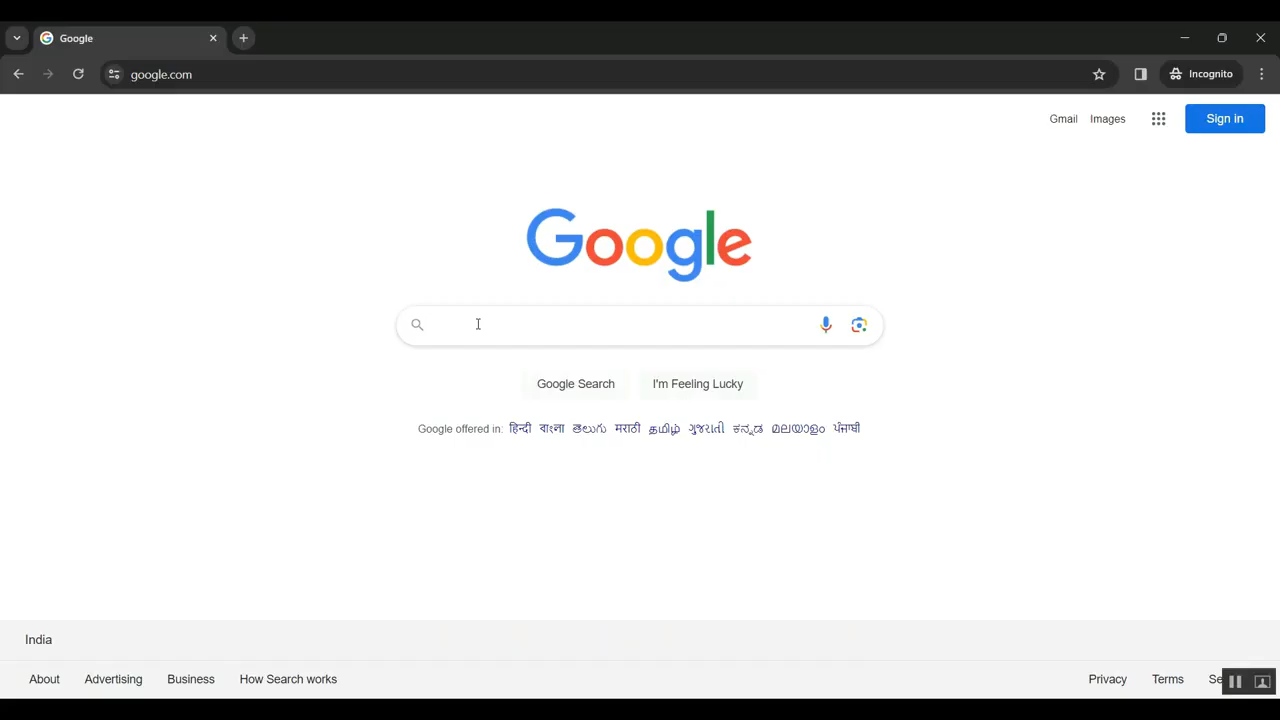 Google
google.com
Incognito
Gmail Images Sign in
Google
Google Search I'm Feeling Lucky
Google offered in: हिन्दी বাংলা తెలుగు मराठी தமிழ் ગુજરાતી ಕನ್ನಡ മലയാളം ਪੰਜਾਬੀ
India
About Advertising Business How Search works Privacy Terms Se